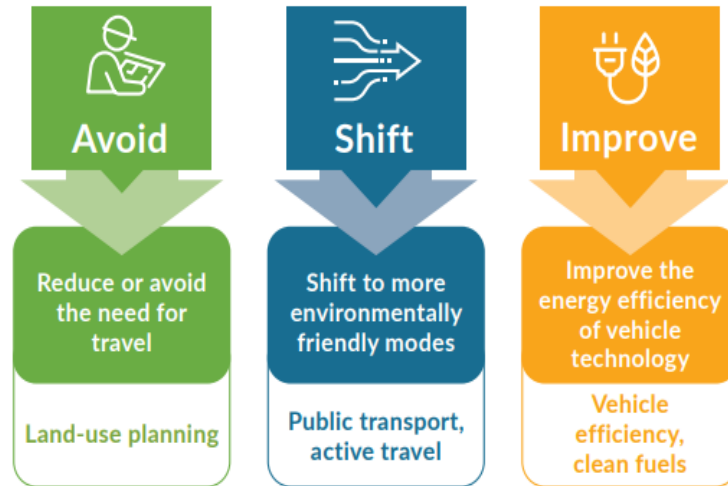 Avoid
Reduce or avoid
the need for
travel
Land-use planning
Shift
Shift to more
environmentally
friendly modes
Public transport,
active travel
Improve
Improve the
energy efficiency
of vehicle
technology
Vehicle
efficiency,
clean fuels